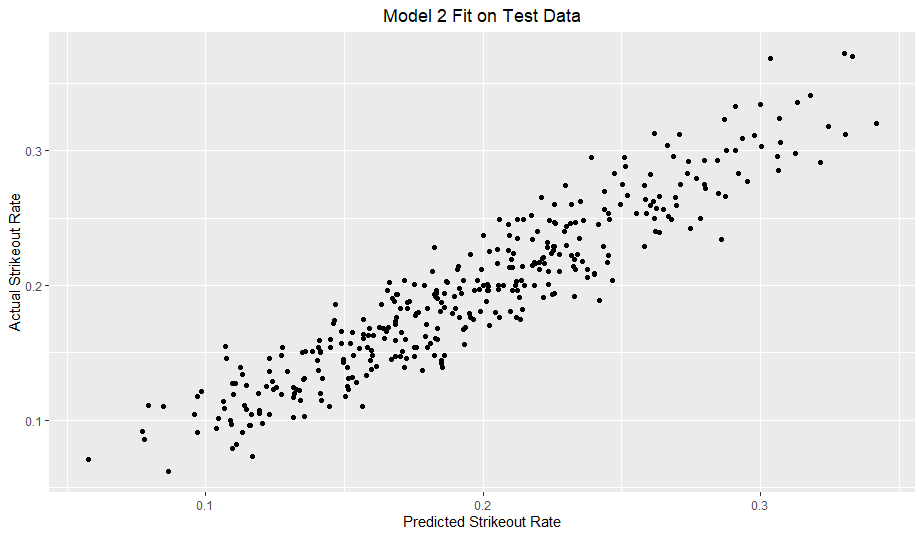 Model 2 Fit on Test Data
Actual Strikeout Rate
0.3
0.2
0.1
0.1 0.2 0.3
Predicted Strikeout Rate